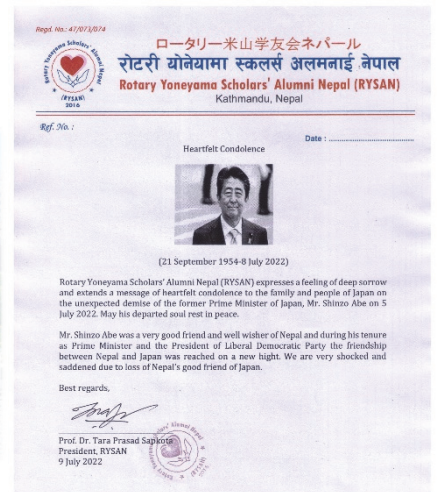 Regd. No.: 47/073/074
Rotary Yoneyama Scholars' Alumni Nepal
(RYSAN)
2016
ロータリー米山学友会ネパール
रोटरी योनेयामा स्कलर्स अलमनाई नेपाल
Rotary Yoneyama Scholars' Alumni Nepal (RYSAN)
Kathmandu, Nepal
Ref. No. :
Date : ................................
Heartfelt Condolence
(21 September 1954-8 July 2022)
Rotary Yoneyama Scholars' Alumni Nepal (RYSAN) expresses a feeling of deep sorrow
and extends a message of heartfelt condolence to the family and people of Japan on
the unexpected demise of the former Prime Minister of Japan, Mr. Shinzo Abe on 5
July 2022. May his departed soul rest in peace.
Mr. Shinzo Abe was a very good friend and well wisher of Nepal and during his tenure
as Prime Minister and the President of Liberal Democratic Party the friendship
between Nepal and Japan was reached on a new hight. We are very shocked and
saddened due to loss of Nepal's good friend of Japan.
Best regards,
Prof. Dr. Tara Prasad Sapkota
President, RYSAN
9 July 2022